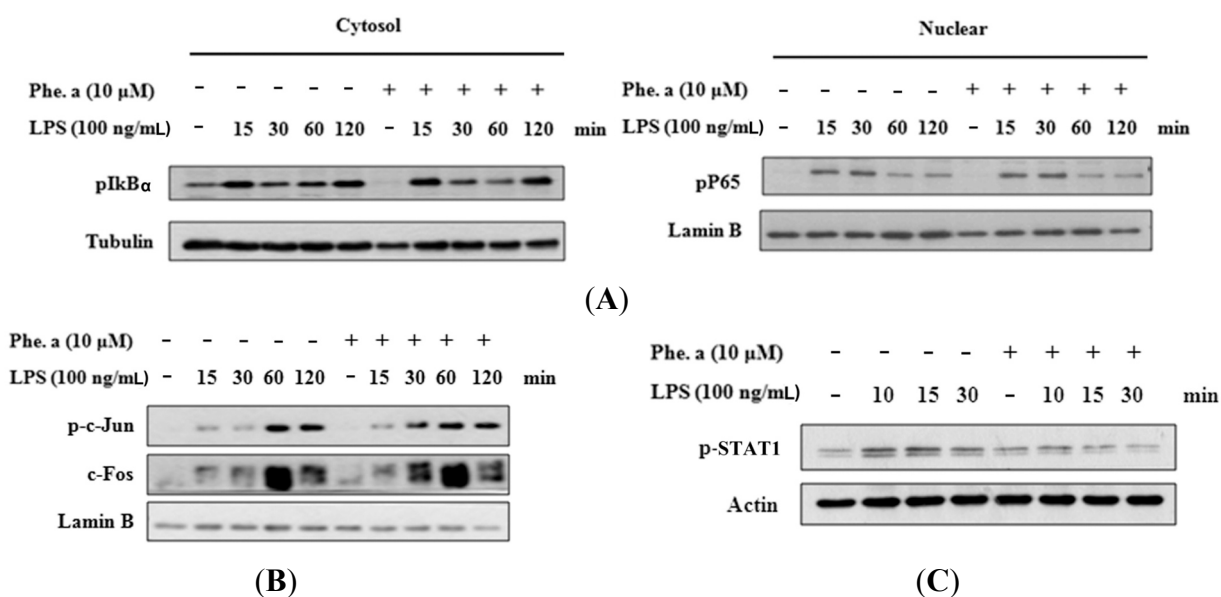 Cytosol
Phe. a (10 μM) - - - - - + + + + +
LPS (100 ng/mL) - 15 30 60 120 - 15 30 60 120 min
pIkBα
Tubulin
Nuclear
Phe. a (10 μM) - - - - - + + + + +
LPS (100 ng/mL) - 15 30 60 120 - 15 30 60 120 min
pP65
Lamin B
(A)
Phe. a (10 μM) - - - - - + + + + +
LPS (100 ng/mL) - 15 30 60 120 - 15 30 60 120 min
p-c-Jun
c-Fos
Lamin B
(B)
Phe. a (10 μM) - - - - + + + +
LPS (100 ng/mL) - 10 15 30 - 10 15 30 min
p-STAT1
Actin
(C)